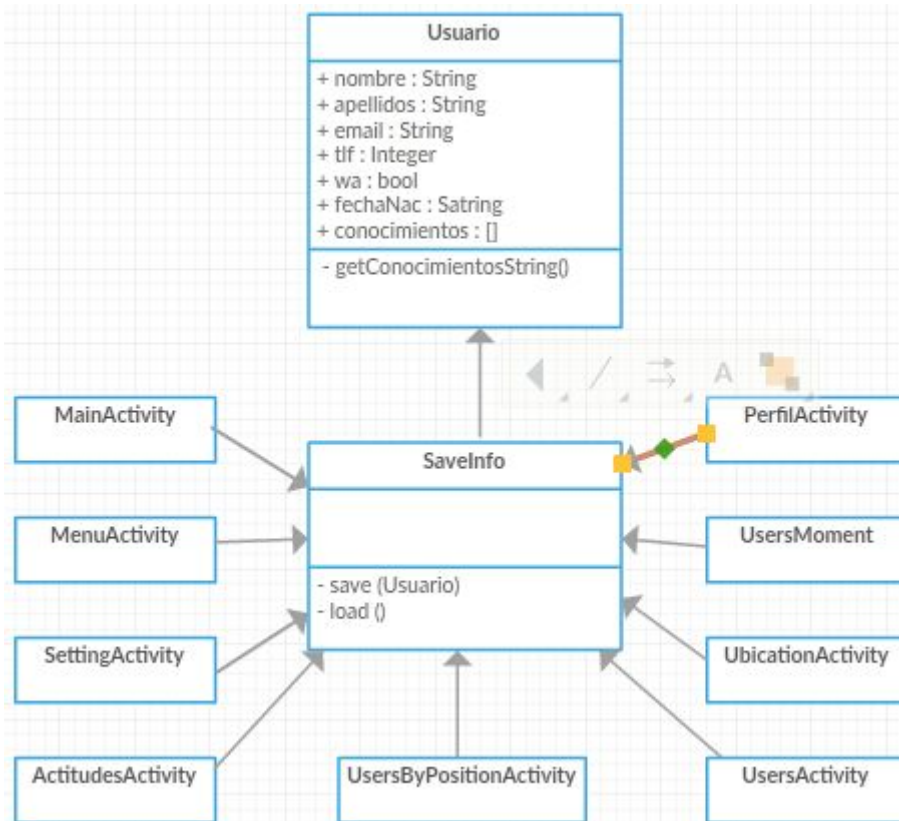 Usuario
+ nombre : String
+ apellidos : String
+ email : String
+ tlf : Integer
+ wa : bool
+ fechaNac : Satring
+ conocimientos : []
- getConocimientosString()
A
MainActivity
PerfilActivity
SaveInfo
MenuActivity
UsersMoment
- save (Usuario)
- load ()
SettingActivity
UbicationActivity
ActitudesActivity
UsersByPositionActivity
UsersActivity